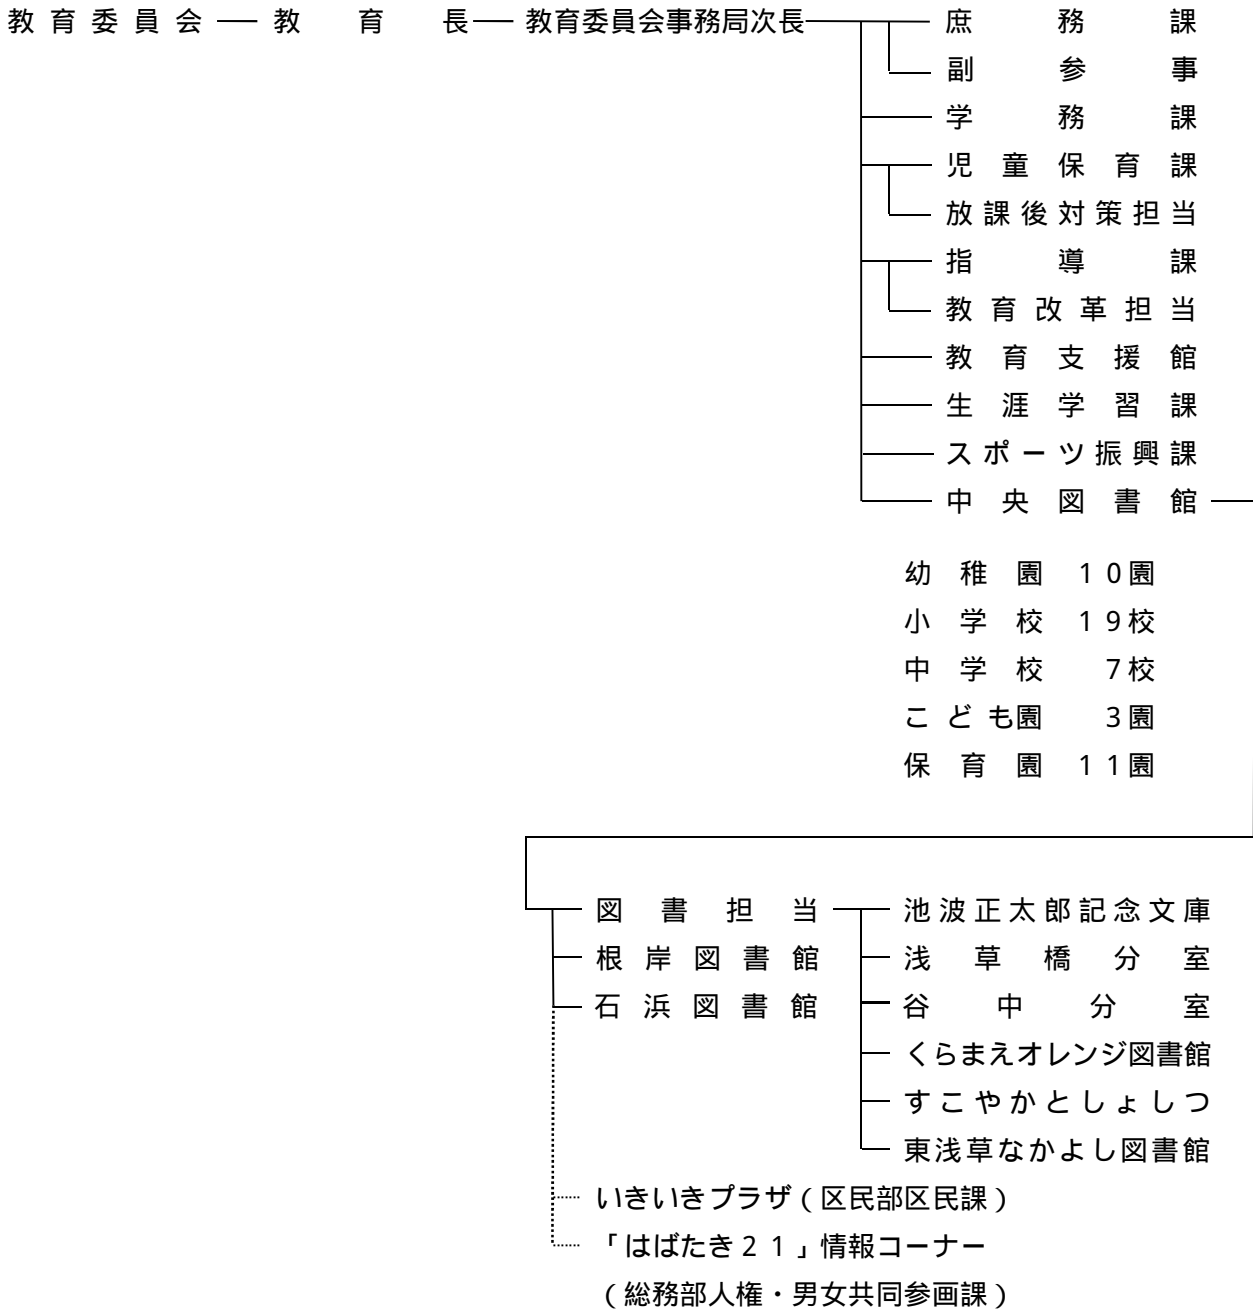 教育委員会 教育長 教育委員会事務局次長 庶務課
副参事
学務課
児童保育課
放課後対策担当
指導課
教育改革担当
教育支援館
生涯学習課
スポーツ振興課
中央図書館
幼稚園 10園
小学校 19校
中学校 7校
こども園 3園
保育園 11園
図書担当 池波正太郎記念文庫
根岸図書館 浅草橋分室
石浜図書館 谷中分室
くらまえオレンジ図書館
すこやかとしょしつ
東浅草なかよし図書館
いきいきプラザ(区民部区民課)
「はばたき21」情報コーナー
(総務部人権・男女共同参画課)